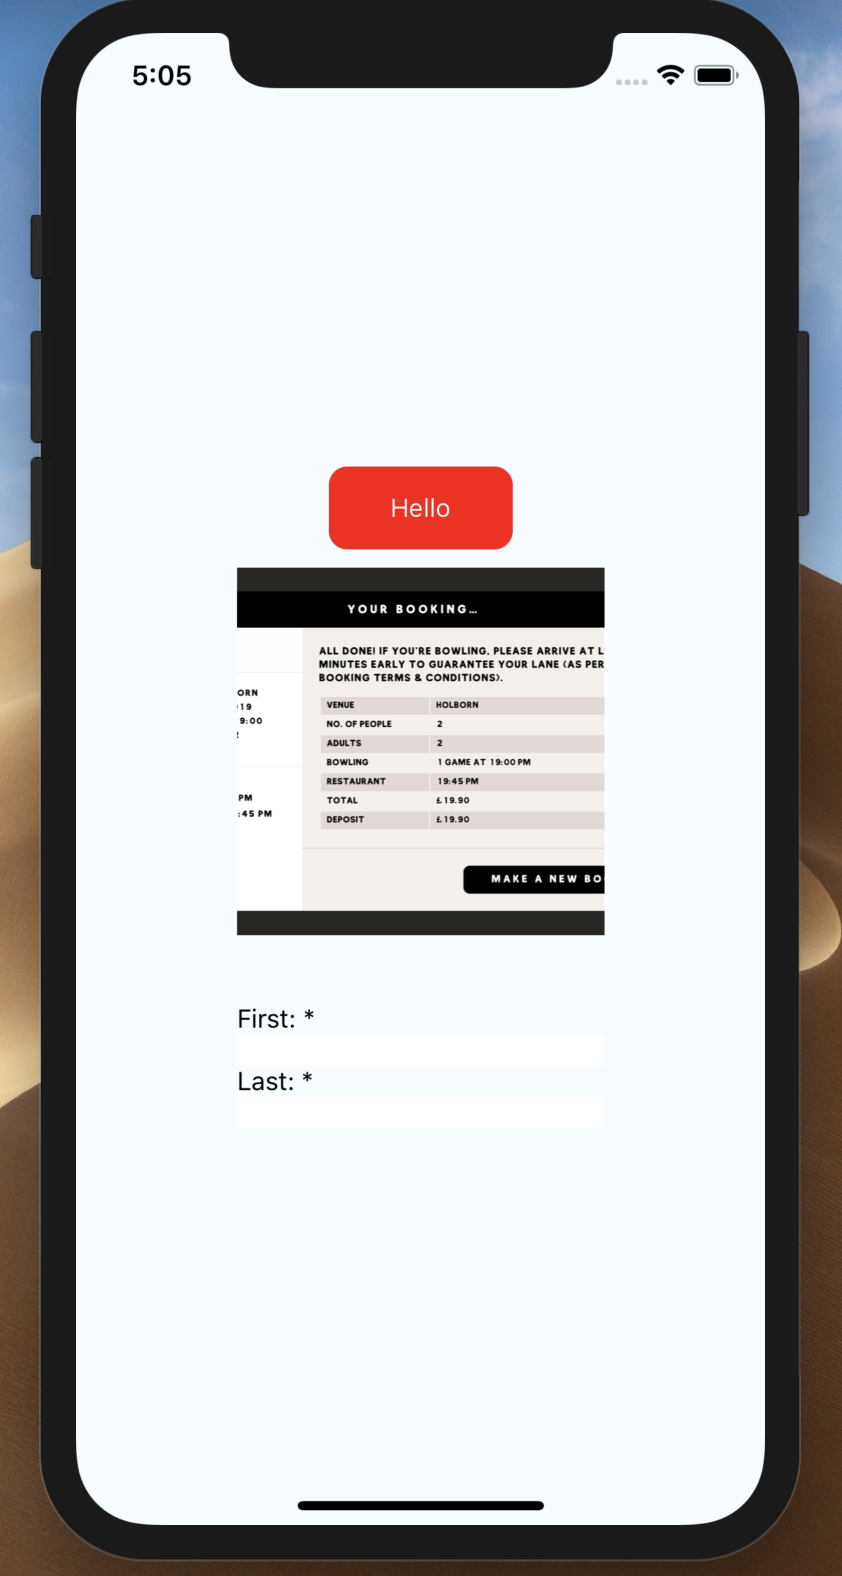 5:05
Hello
YOUR BOOKING...
ALL DONE! IF YOU'RE BOWLING, PLEASE ARRIVE AT L
MINUTES EARLY TO GUARANTEE YOUR LANE (AS PER
BOOKING TERMS & CONDITIONS).
ORN
19
9:00
VENUE HOLBORN
NO. OF PEOPLE 2
ADULTS 2
BOWLING 1 GAME AT 19:00 PM
RESTAURANT 19:45 PM
TOTAL £19.90
DEPOSIT £19.90
PM
:45 PM
MAKE A NEW BO
First: *
Last: *